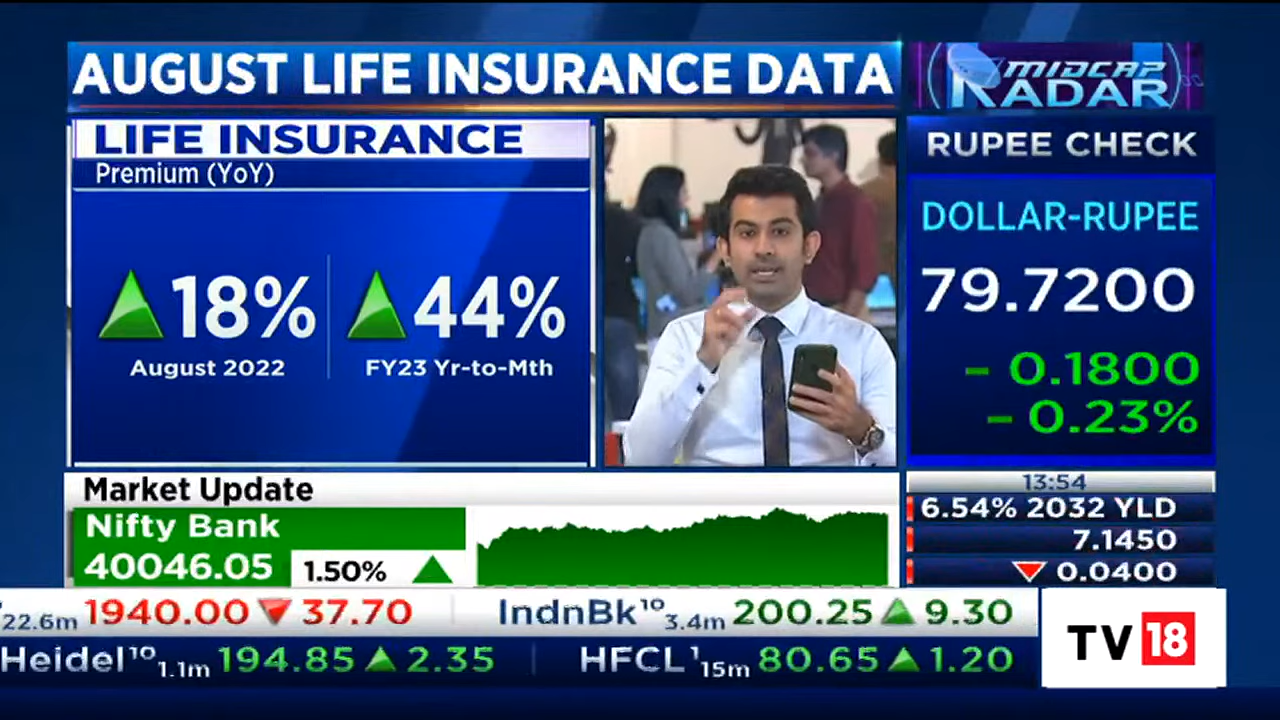 AUGUST LIFE INSURANCE DATA
MIDCAP
RADAR
LIFE INSURANCE
Premium (YoY)
18%
44%
August 2022
FY23 Yr-to-Mth
RUPEE CHECK
DOLLAR-RUPEE
79.7200
- 0.1800
- 0.23%
13:54
6.54% 2032 YLD
7.1450
0.0400
Market Update
Nifty Bank
40046.05
1.50%
22.6m 1940.00 37.70 IndnBk 10 3.4m 200.25 9.30
Heidel 10 1.1m 194.85 2.35 HFCL 1 15m 80.65 1.20
TV 18